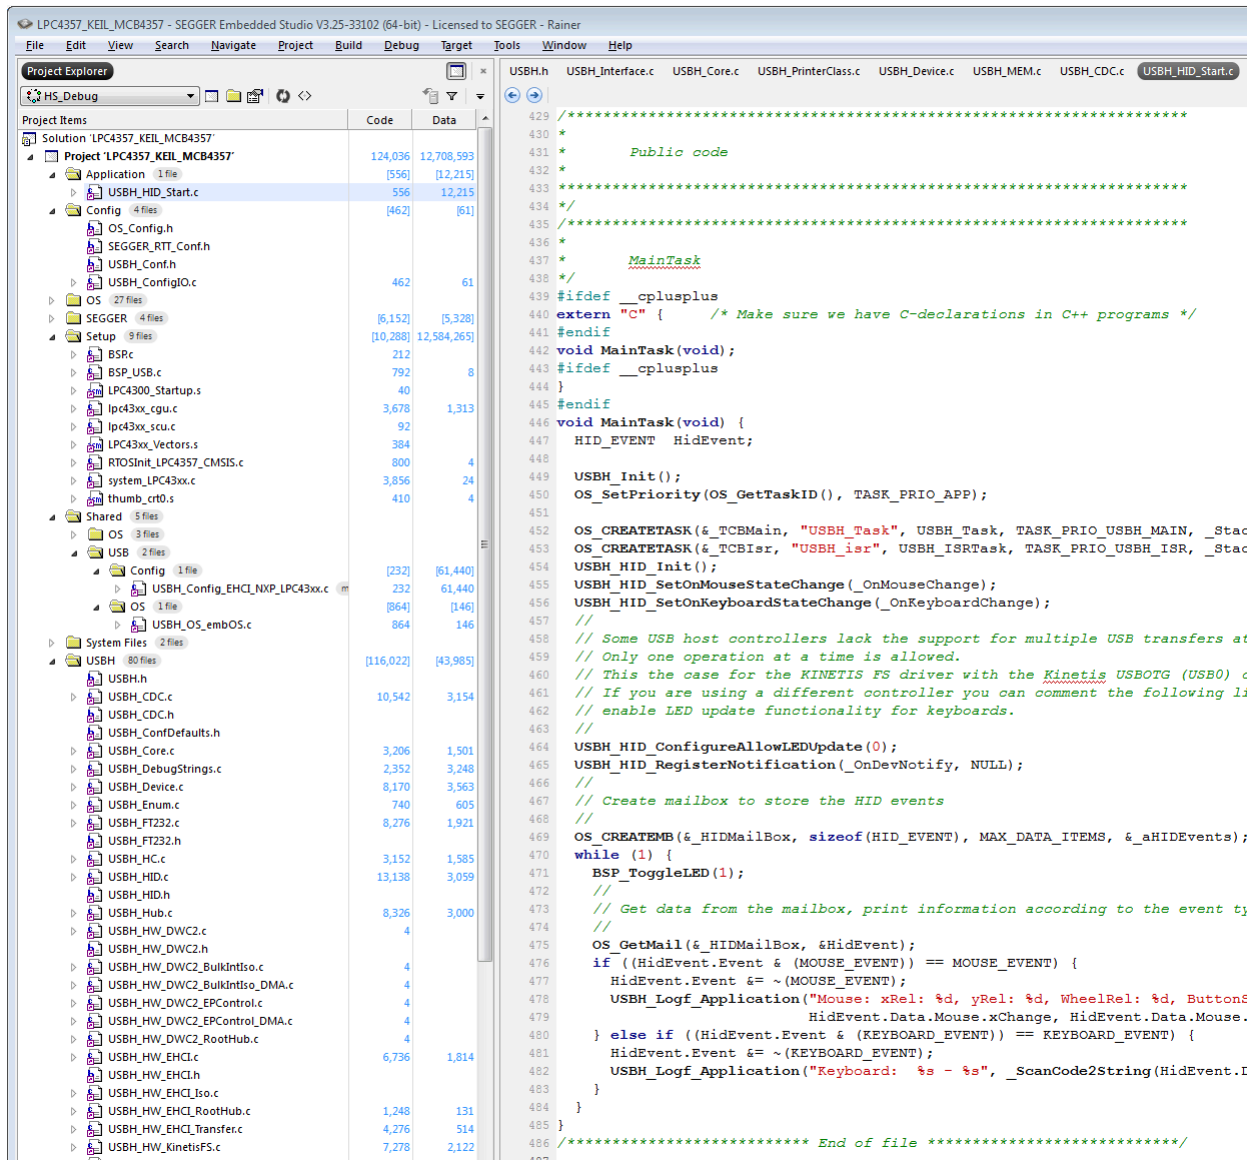 LPC4357_KEIL_MCB4357 - SEGGER Embedded Studio V3.25-33102 (64-bit) - Licensed to SEGGER - Rainer
File Edit View Search Navigate Project Build Debug Target Tools Window Help
Project Explorer
HS_Debug
Project Items Code Data
Solution 'LPC4357_KEIL_MCB4357'
Project 'LPC4357_KEIL_MCB4357' 124,036 12,708,593
Application 1 file [556] [12,215]
USBH_HID_Start.c 556 12,215
Config 4 files [462] [61]
OS_Config.h
SEGGER_RTT_Conf.h
USBH_Conf.h
USBH_ConfigIO.c 462 61
OS 27 files
SEGGER 4 files [6,152] [5,328]
Setup 9 files [10,288] 12,584,265]
BSP.c 212
BSP_USB.c 792 8
LPC4300_Startup.s 40
lpc43xx_cgu.c 3,678 1,313
lpc43xx_scu.c 92
LPC43xx_Vectors.s 384
RTOSInit_LPC4357_CMSIS.c 800 4
system_LPC43xx.c 3,856 24
thumb_crt0.s 410 4
Shared 5 files
OS 3 files
USB 2 files
Config 1 file [232] [61,440]
USBH_Config_EHCI_NXP_LPC43xx.c 232 61,440
OS 1 file [864] [146]
USBH_OS_embOS.c 864 146
System Files 2 files
USBH 80 files [116,022] [43,985]
USBH.h
USBH_CDC.c 10,542 3,154
USBH_CDC.h
USBH_ConfDefaults.h
USBH_Core.c 3,206 1,501
USBH_DebugStrings.c 2,352 3,248
USBH_Device.c 8,170 3,563
USBH_Enum.c 740 605
USBH_FT232.c 8,276 1,921
USBH_FT232.h
USBH_HC.c 3,152 1,585
USBH_HID.c 13,138 3,059
USBH_HID.h
USBH_Hub.c 8,326 3,000
USBH_HW_DWC2.c 4
USBH_HW_DWC2.h
USBH_HW_DWC2_BulkIntIso.c 4
USBH_HW_DWC2_BulkIntIso_DMA.c 4
USBH_HW_DWC2_EPControl.c 4
USBH_HW_DWC2_EPControl_DMA.c 4
USBH_HW_DWC2_RootHub.c 4
USBH_HW_EHCI.c 6,736 1,814
USBH_HW_EHCI.h
USBH_HW_EHCI_Iso.c
USBH_HW_EHCI_RootHub.c 1,248 131
USBH_HW_EHCI_Transfer.c 4,276 514
USBH_HW_KinetisFS.c 7,278 2,122
USBH.h USBH_Interface.c USBH_Core.c USBH_PrinterClass.c USBH_Device.c USBH_MEM.c USBH_CDC.c USBH_HID_Start.c
429 /*********************************************************************
430 *
431 * Public code
432 *
433 **********************************************************************
434 */
435 /*********************************************************************
436 *
437 * MainTask
438 */
439 #ifdef __cplusplus
440 extern "C" { /* Make sure we have C-declarations in C++ programs */
441 #endif
442 void MainTask(void);
443 #ifdef __cplusplus
444 }
445 #endif
446 void MainTask(void) {
447 HID_EVENT HidEvent;
448
449 USBH_Init();
450 OS_SetPriority(OS_GetTaskID(), TASK_PRIO_APP);
451
452 OS_CREATETASK(&_TCBMain, "USBH_Task", USBH_Task, TASK_PRIO_USBH_MAIN, _Stac
453 OS_CREATETASK(&_TCBIsr, "USBH_isr", USBH_ISRTask, TASK_PRIO_USBH_ISR, _Stac
454 USBH_HID_Init();
455 USBH_HID_SetOnMouseStateChange(_OnMouseChange);
456 USBH_HID_SetOnKeyboardStateChange(_OnKeyboardChange);
457 //
458 // Some USB host controllers lack the support for multiple USB transfers at
459 // Only one operation at a time is allowed.
460 // This the case for the KINETIS FS driver with the Kinetis USBOTG (USB0) c
461 // If you are using a different controller you can comment the following li
462 // enable LED update functionality for keyboards.
463 //
464 USBH_HID_ConfigureAllowLEDUpdate(0);
465 USBH_HID_RegisterNotification(_OnDevNotify, NULL);
466 //
467 // Create mailbox to store the HID events
468 //
469 OS_CREATEMB(&_HIDMailBox, sizeof(HID_EVENT), MAX_DATA_ITEMS, &_aHIDEvents);
470 while (1) {
471 BSP_ToggleLED(1);
472 //
473 // Get data from the mailbox, print information according to the event ty
474 //
475 OS_GetMail(&_HIDMailBox, &HidEvent);
476 if ((HidEvent.Event & (MOUSE_EVENT)) == MOUSE_EVENT) {
477 HidEvent.Event &= ~(MOUSE_EVENT);
478 USBH_Logf_Application("Mouse: xRel: %d, yRel: %d, WheelRel: %d, ButtonS
479 HidEvent.Data.Mouse.xChange, HidEvent.Data.Mouse.
480 } else if ((HidEvent.Event & (KEYBOARD_EVENT)) == KEYBOARD_EVENT) {
481 HidEvent.Event &= ~(KEYBOARD_EVENT);
482 USBH_Logf_Application("Keyboard: %s - %s", _ScanCode2String(HidEvent.D
483 }
484 }
485 }
486 /*************************** End of file ****************************/